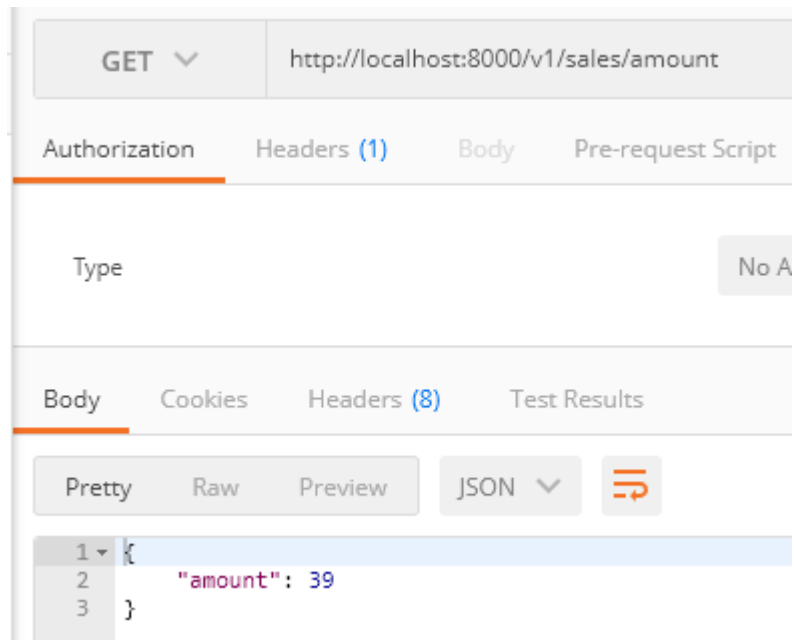 GET http://localhost:8000/v1/sales/amount
Authorization Headers (1) Body Pre-request Script
Type No A
Body Cookies Headers (8) Test Results
Pretty Raw Preview JSON
1 {
2 "amount": 39
3 }